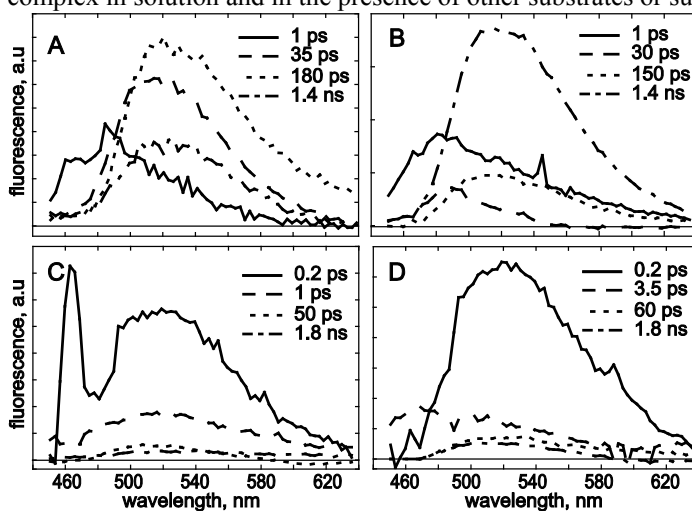 complex in solution and in the presence of other substrates or su
A
1 ps
35 ps
180 ps
1.4 ns
B
1 ps
30 ps
150 ps
1.4 ns
fluorescence, a.u
C
0.2 ps
1 ps
50 ps
1.8 ns
D
0.2 ps
3.5 ps
60 ps
1.8 ns
fluorescence, a.u
460 500 540 580 620 460 500 540 580 620
wavelength, nm wavelength, nm